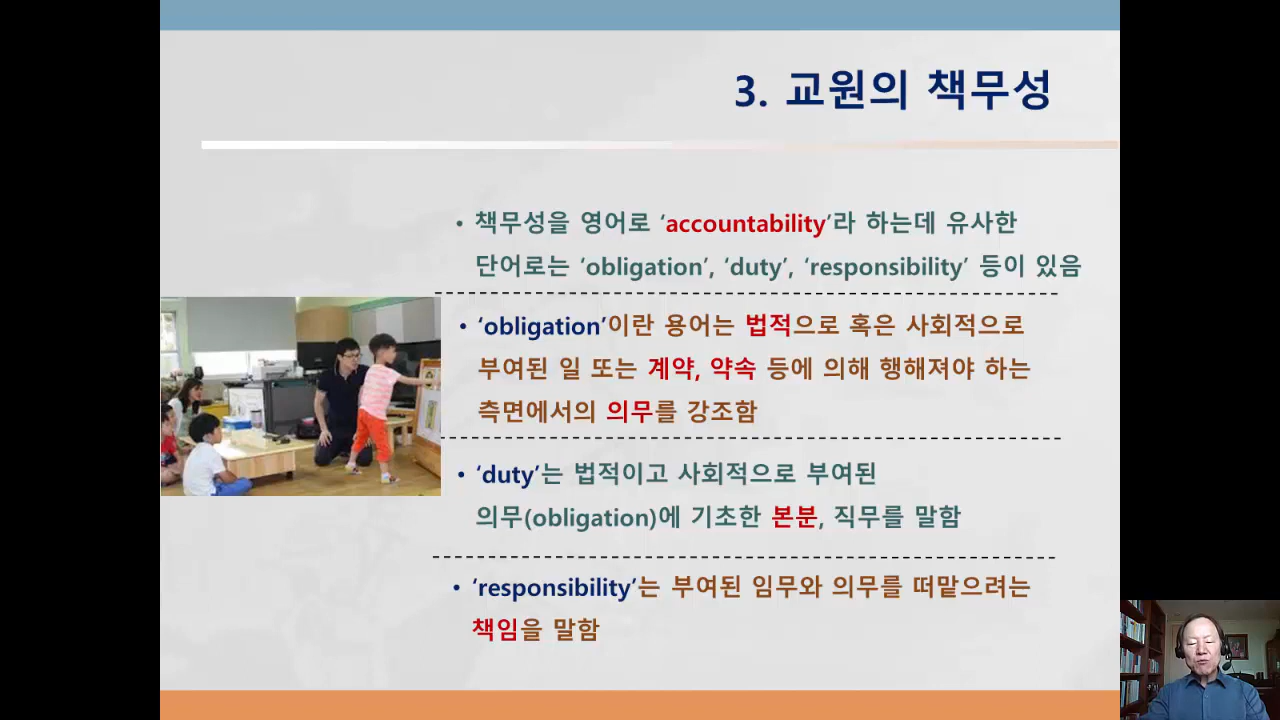 3. 교원의 책무성
• 책무성을 영어로 ‘accountability’라 하는데 유사한
단어로는 ‘obligation’, ‘duty’, ‘responsibility’ 등이 있음
• ‘obligation’이란 용어는 법적으로 혹은 사회적으로
부여된 일 또는 계약, 약속 등에 의해 행해져야 하는
측면에서의 의무를 강조함
• ‘duty’는 법적이고 사회적으로 부여된
의무(obligation)에 기초한 본분, 직무를 말함
• ‘responsibility’는 부여된 임무와 의무를 떠맡으려는
책임을 말함